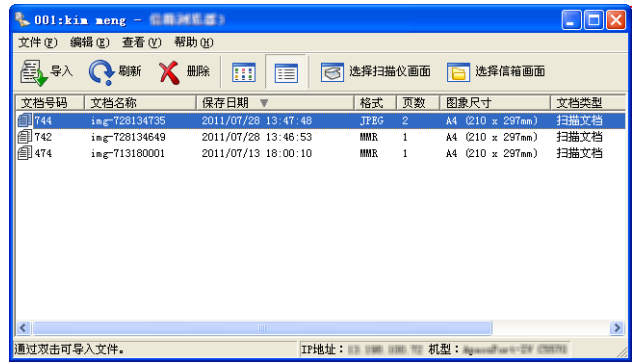 001:kim meng -
文件(F) 编辑(E) 查看(V) 帮助(H)
导入 刷新 删除 选择扫描仪画面 选择信箱画面
文档号码 文档名称 保存日期 格式 页数 图象尺寸 文档类型
744 img-728134735 2011/07/28 13:47:48 JPEG 2 A4 (210 x 297mm) 扫描文档
742 img-728134649 2011/07/28 13:46:53 MMR 1 A4 (210 x 297mm) 扫描文档
474 img-713180001 2011/07/13 18:00:10 MMR 1 A4 (210 x 297mm) 扫描文档
通过双击可导入文件。 IP地址: 机型: